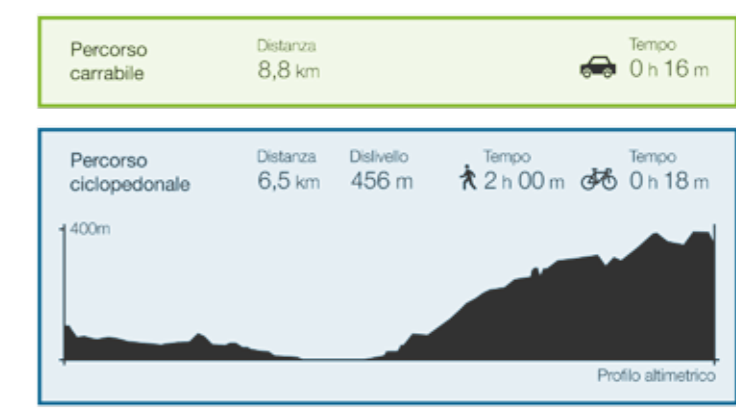 Percorso
carrabile
Distanza
8,8 km
Tempo
0 h 16 m
Percorso
ciclopedonale
Distanza
6,5 km
Dislivello
456 m
Tempo
2 h 00 m
Tempo
0 h 18 m
400m
Profilo altimetrico